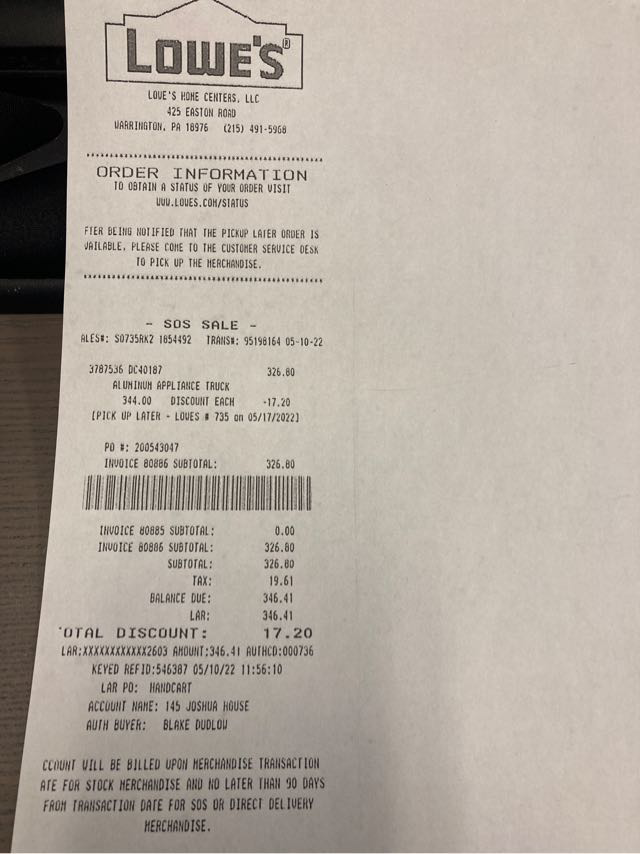 LOWE'S®
LOWE'S HOME CENTERS, LLC
425 EASTON ROAD
WARRINGTON, PA 18976 (215) 491-5968
ORDER INFORMATION
TO OBTAIN A STATUS OF YOUR ORDER VISIT
WWW.LOWES.COM/STATUS
FTER BEING NOTIFIED THAT THE PICKUP LATER ORDER IS
VAILABLE, PLEASE COME TO THE CUSTOMER SERVICE DESK
TO PICK UP THE MERCHANDISE.
- SOS SALE -
ALES#: S0735RK2 1854492 TRANS#: 95198164 05-10-22
3787536 DC40187 326.80
ALUMINUM APPLIANCE TRUCK
344.00 DISCOUNT EACH -17.20
[PICK UP LATER - LOWES # 735 on 05/17/2022]
PO #: 200543047
INVOICE 80886 SUBTOTAL: 326.80
INVOICE 80885 SUBTOTAL: 0.00
INVOICE 80886 SUBTOTAL: 326.80
SUBTOTAL: 326.80
TAX: 19.61
BALANCE DUE: 346.41
LAR: 346.41
OTAL DISCOUNT: 17.20
LAR:XXXXXXXXXXXX2603 AMOUNT:346.41 AUTHCD:000736
KEYED REFID:546387 05/10/22 11:56:10
LAR PO: HANDCART
ACCOUNT NAME: 145 JOSHUA HOUSE
AUTH BUYER: BLAKE DUDLOW
CCOUNT WILL BE BILLED UPON MERCHANDISE TRANSACTION
ATE FOR STOCK MERCHANDISE AND NO LATER THAN 90 DAYS
FROM TRANSACTION DATE FOR SOS OR DIRECT DELIVERY
MERCHANDISE.